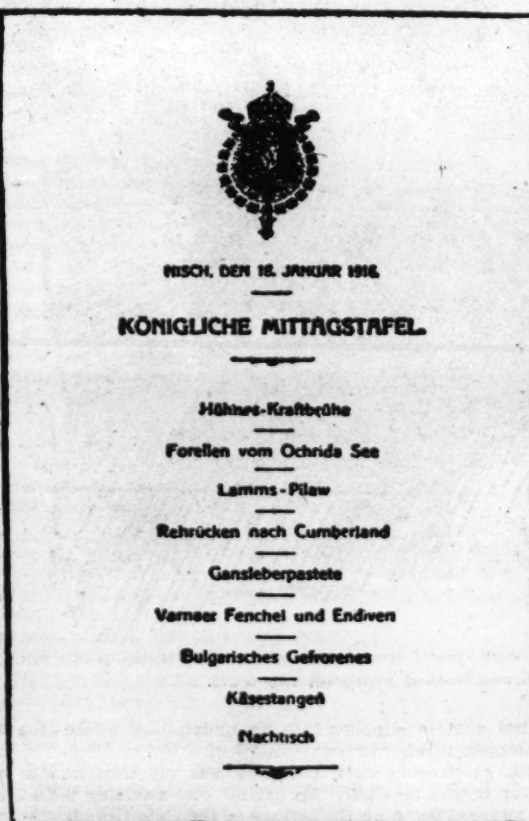 NISCH, DEN 18. JANUAR 1916.
KÖNIGLICHE MITTAGSTAFEL.
Hühner-Kraftbrühe
Forellen vom Ochrida See
Lamms-Pilaw
Rehrücken nach Cumberland
Gansleberpastete
Varnaer Fenchel und Endiven
Bulgarisches Gefrorenes
Käsestangen
Nachtisch